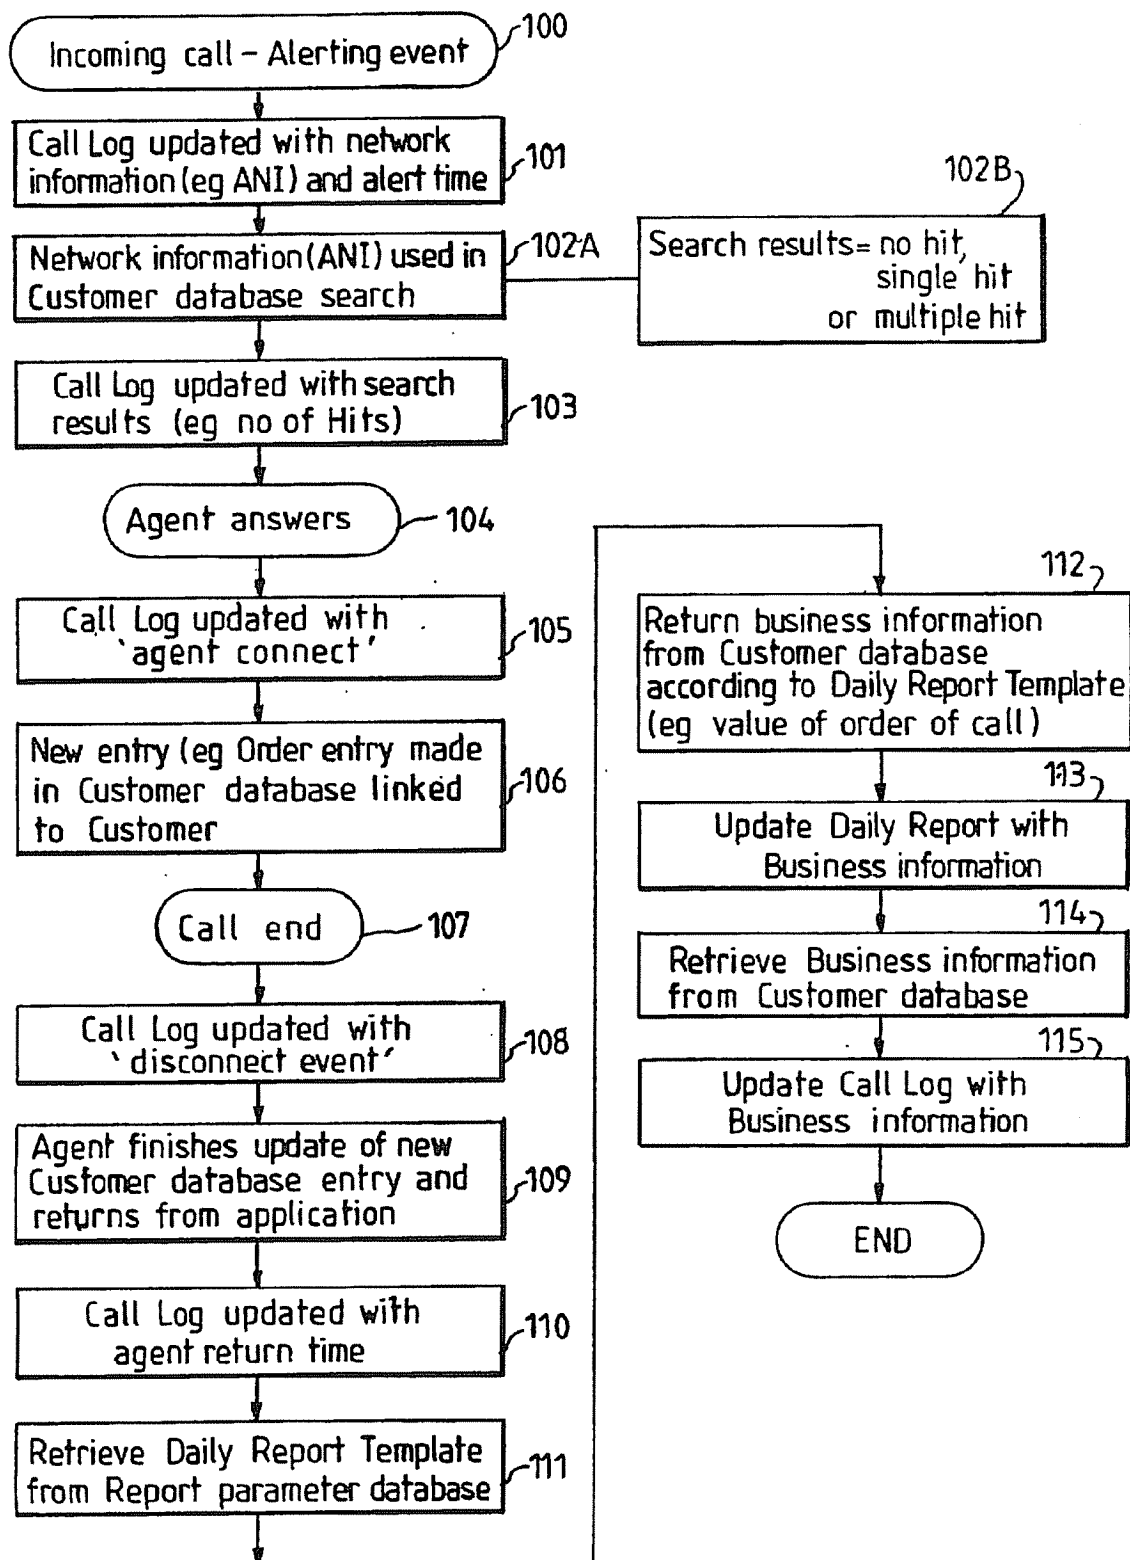 Incoming call – Alerting event
100
Call Log updated with network
information (eg ANI) and alert time
101
Network information (ANI) used in
Customer database search
102A
102B
Search results = no hit,
single hit
or multiple hit
Call Log updated with search
results (eg no of Hits)
103
Agent answers
104
Call Log updated with
'agent connect'
105
New entry (eg Order entry made
in Customer database linked
to Customer
106
Call end
107
Call Log updated with
'disconnect event'
108
Agent finishes update of new
Customer database entry and
returns from application
109
Call Log updated with
agent return time
110
Retrieve Daily Report Template
from Report parameter database
111
112
Return business information
from Customer database
according to Daily Report Template
(eg value of order of call)
113
Update Daily Report with
Business information
114
Retrieve Business information
from Customer database
115
Update Call Log with
Business information
END